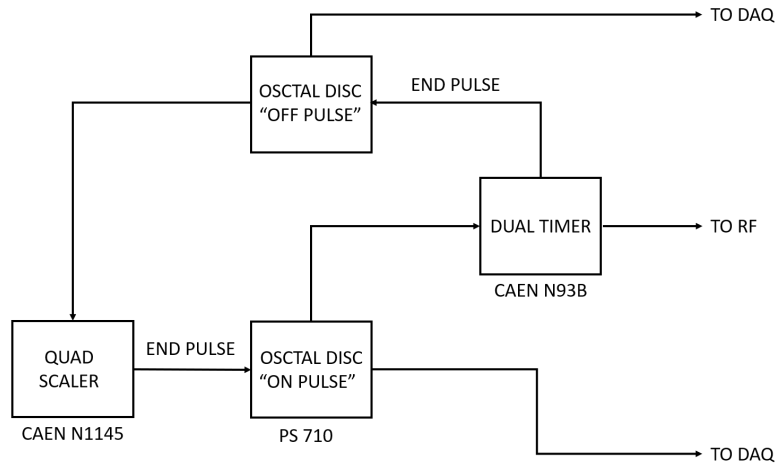 TO DAQ
OSCTAL DISC
“OFF PULSE”
END PULSE
DUAL TIMER
TO RF
CAEN N93B
QUAD
SCALER
END PULSE
OSCTAL DISC
“ON PULSE”
CAEN N1145
PS 710
TO DAQ